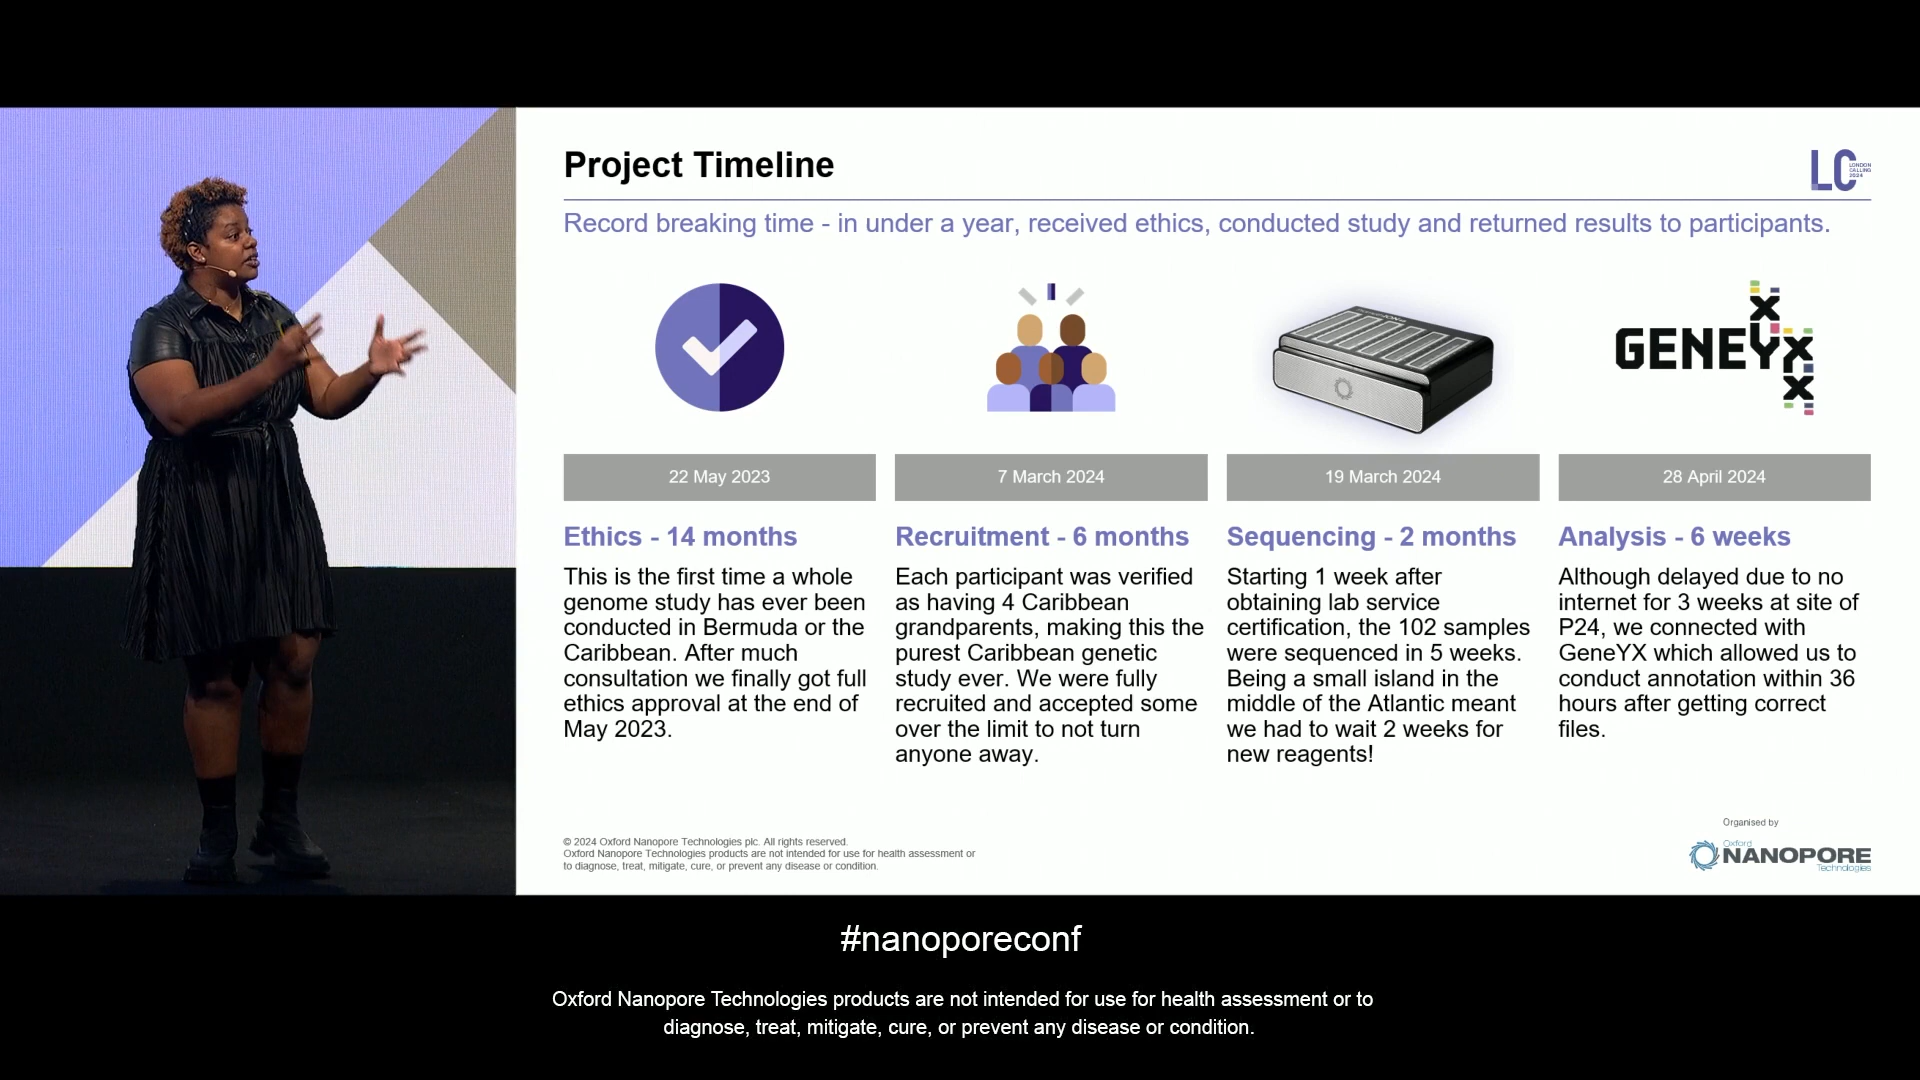 Project Timeline
LC LONDON CALLING 2024
Record breaking time - in under a year, received ethics, conducted study and returned results to participants.
GENEYX
22 May 2023
7 March 2024
19 March 2024
28 April 2024
Ethics - 14 months
This is the first time a whole
genome study has ever been
conducted in Bermuda or the
Caribbean. After much
consultation we finally got full
ethics approval at the end of
May 2023.
Recruitment - 6 months
Each participant was verified
as having 4 Caribbean
grandparents, making this the
purest Caribbean genetic
study ever. We were fully
recruited and accepted some
over the limit to not turn
anyone away.
Sequencing - 2 months
Starting 1 week after
obtaining lab service
certification, the 102 samples
were sequenced in 5 weeks.
Being a small island in the
middle of the Atlantic meant
we had to wait 2 weeks for
new reagents!
Analysis - 6 weeks
Although delayed due to no
internet for 3 weeks at site of
P24, we connected with
GeneYX which allowed us to
conduct annotation within 36
hours after getting correct
files.
© 2024 Oxford Nanopore Technologies plc. All rights reserved.
Oxford Nanopore Technologies products are not intended for use for health assessment or
to diagnose, treat, mitigate, cure, or prevent any disease or condition.
Organised by
Oxford
NANOPORE
Technologies
#nanoporeconf
Oxford Nanopore Technologies products are not intended for use for health assessment or to
diagnose, treat, mitigate, cure, or prevent any disease or condition.